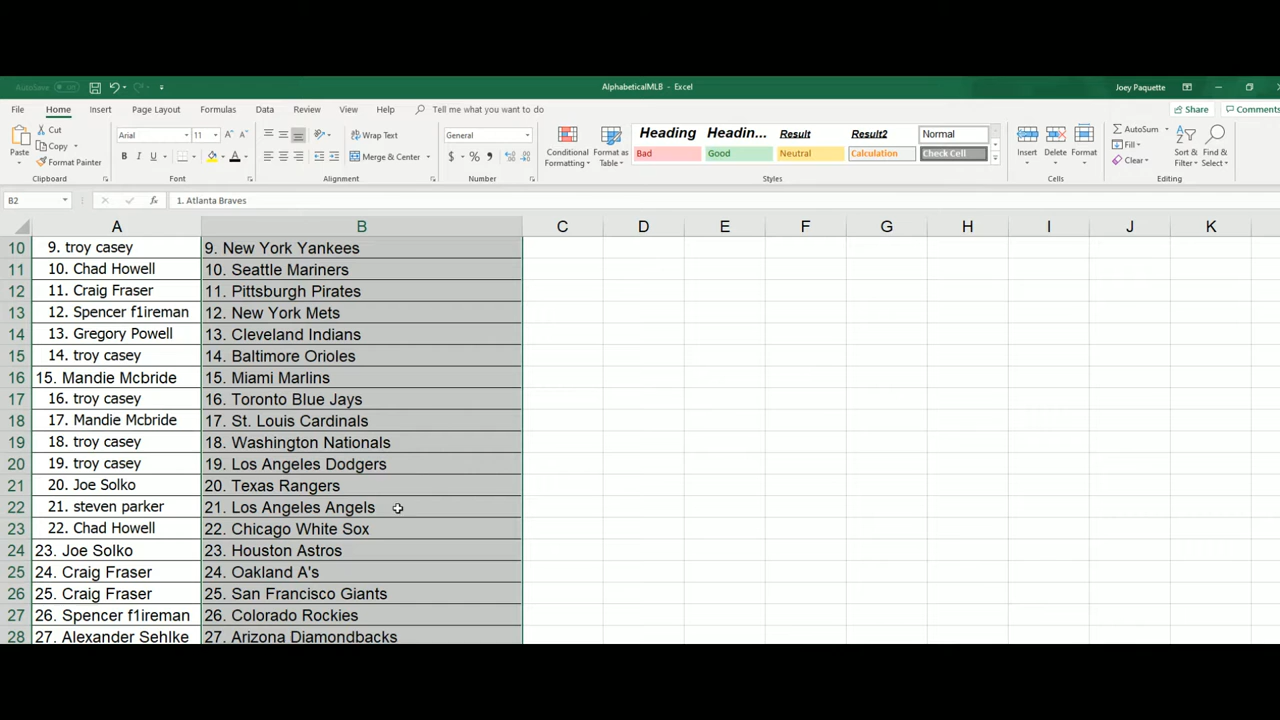 AutoSave
AlphabeticalMLB - Excel
Joey Paquette
File Home Insert Page Layout Formulas Data Review View Help Tell me what you want to do
Share Comments
Paste
Cut
Copy
Format Painter
Clipboard
Arial 11
B I U
Font
Wrap Text
Merge & Center
Alignment
General
$ % ,
Number
Conditional Formatting
Format as Table
Heading Headin... Result Result2 Normal
Bad Good Neutral Calculation Check Cell
Styles
Insert Delete Format
Cells
AutoSum
Fill
Clear
Sort & Filter
Find & Select
Editing
B2 fx 1. Atlanta Braves
A B C D E F G H I J K
10 9. troy casey 9. New York Yankees
11 10. Chad Howell 10. Seattle Mariners
12 11. Craig Fraser 11. Pittsburgh Pirates
13 12. Spencer f1ireman 12. New York Mets
14 13. Gregory Powell 13. Cleveland Indians
15 14. troy casey 14. Baltimore Orioles
16 15. Mandie Mcbride 15. Miami Marlins
17 16. troy casey 16. Toronto Blue Jays
18 17. Mandie Mcbride 17. St. Louis Cardinals
19 18. troy casey 18. Washington Nationals
20 19. troy casey 19. Los Angeles Dodgers
21 20. Joe Solko 20. Texas Rangers
22 21. steven parker 21. Los Angeles Angels
23 22. Chad Howell 22. Chicago White Sox
24 23. Joe Solko 23. Houston Astros
25 24. Craig Fraser 24. Oakland A's
26 25. Craig Fraser 25. San Francisco Giants
27 26. Spencer f1ireman 26. Colorado Rockies
28 27. Alexander Sehlke 27. Arizona Diamondbacks